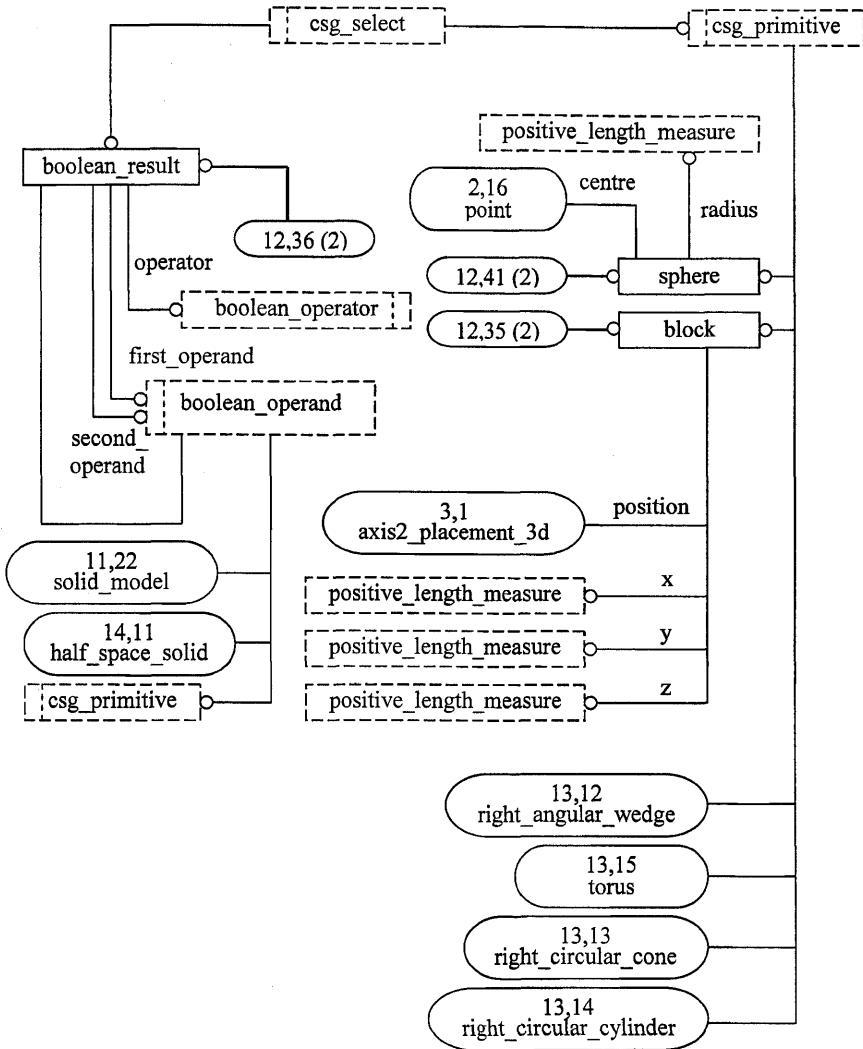 csg_select
csg_primitive
positive_length_measure
boolean_result
2,16
point
centre
radius
12,36 (2)
operator
12,41 (2)
sphere
boolean_operator
12,35 (2)
block
first_operand
boolean_operand
second_
operand
3,1
axis2_placement_3d
position
11,22
solid_model
positive_length_measure
x
14,11
half_space_solid
positive_length_measure
y
csg_primitive
positive_length_measure
z
13,12
right_angular_wedge
13,15
torus
13,13
right_circular_cone
13,14
right_circular_cylinder